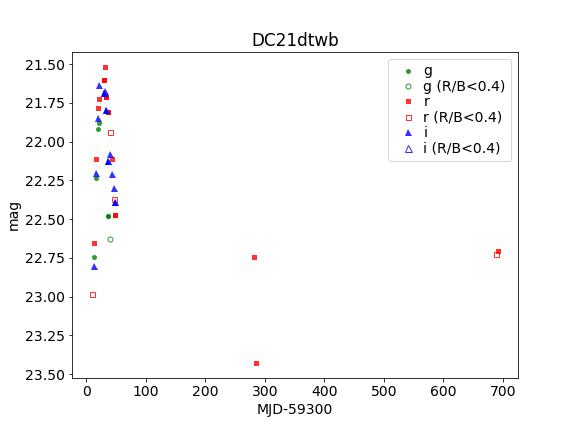 DC21dtwb
g
g (R/B<0.4)
r
r (R/B<0.4)
i
i (R/B<0.4)
mag
21.50
21.75
22.00
22.25
22.50
22.75
23.00
23.25
23.50
0 100 200 300 400 500 600 700
MJD-59300